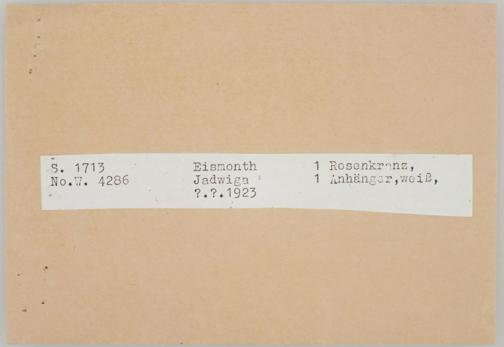 S. 1713 Eismonth 1 Rosenkranz,
No.W. 4286 Jadwiga 1 Anhänger,weiß,
?.?.1923